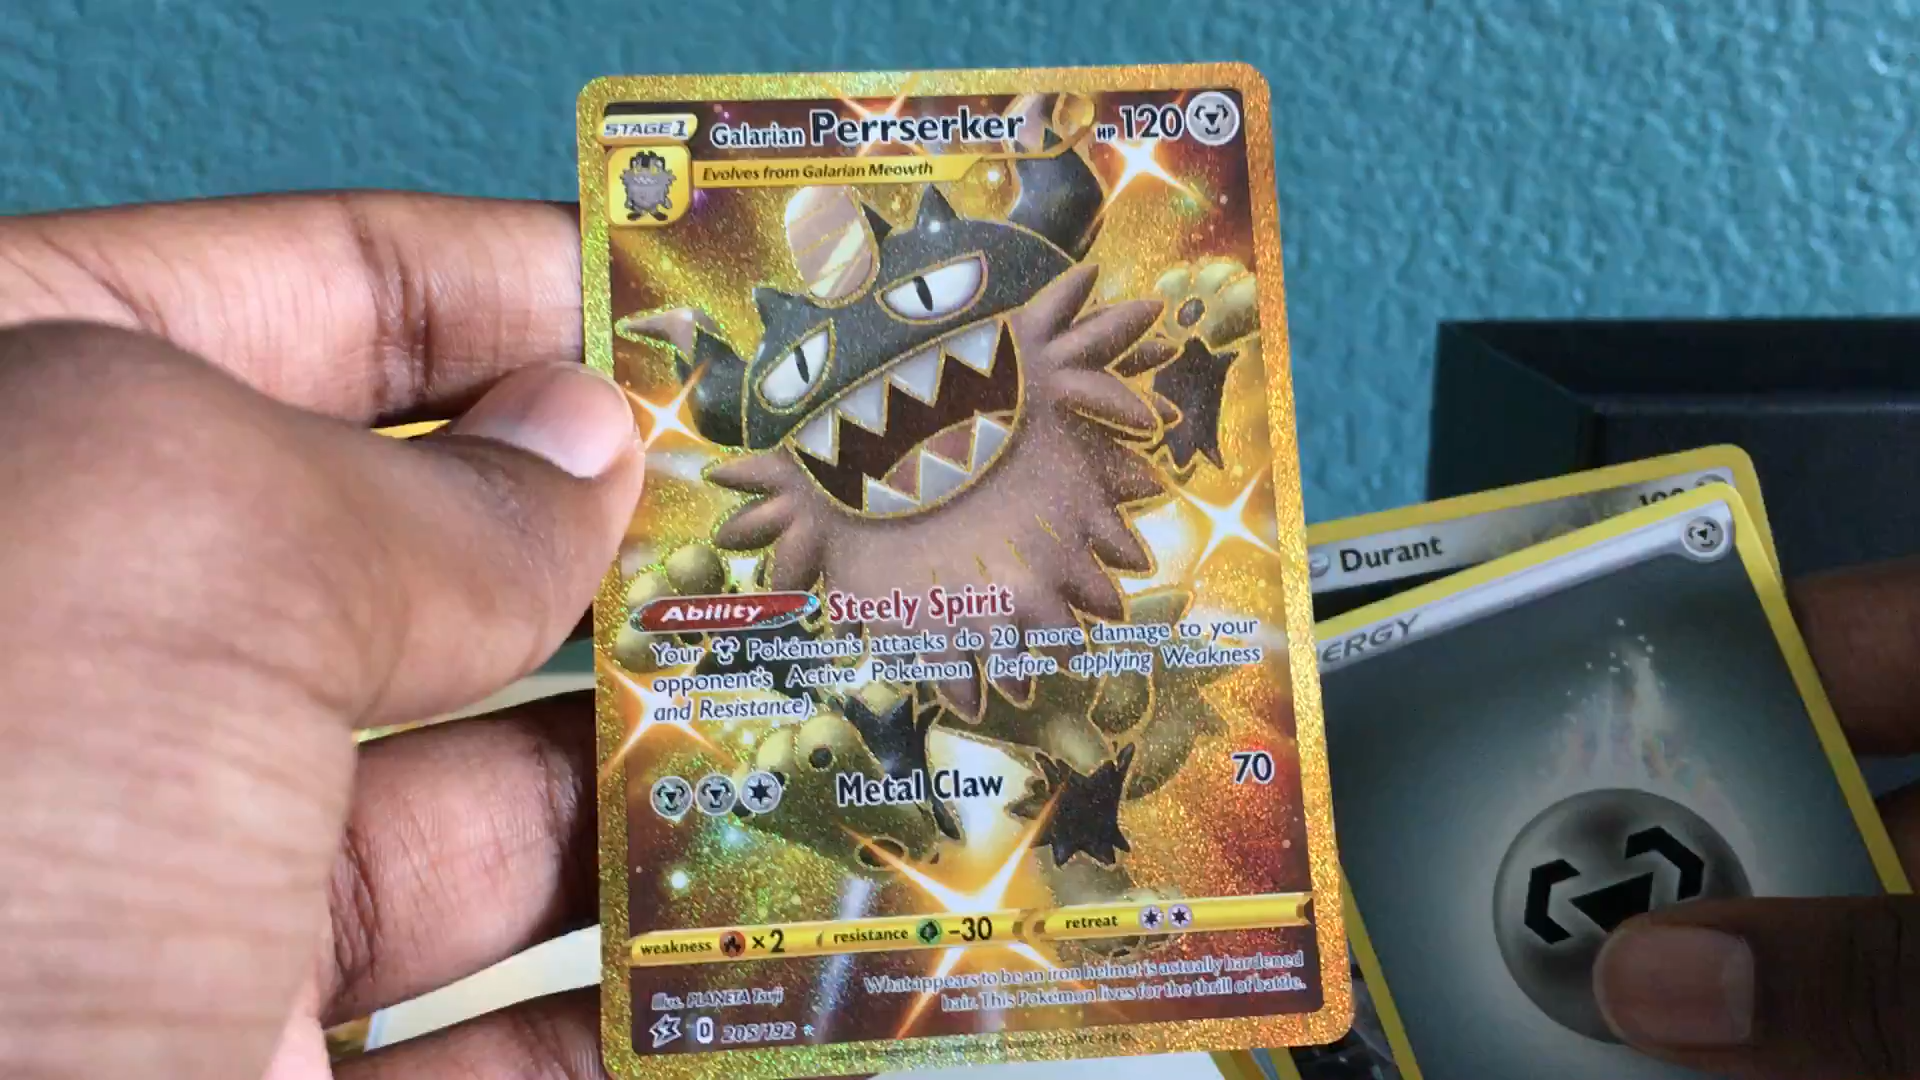 STAGE 1
Galarian Perrserker HP 120
Evolves from Galarian Meowth
Ability Steely Spirit
Your Pokémon's attacks do 20 more damage to your
opponent's Active Pokémon (before applying Weakness
and Resistance).
Metal Claw 70
weakness ×2 resistance -30 retreat
What appears to be an iron helmet is actually hardened
hair. This Pokémon lives for the thrill of battle.
Illus. PLANETA Tsuji
D 205/192
Durant
ERGY